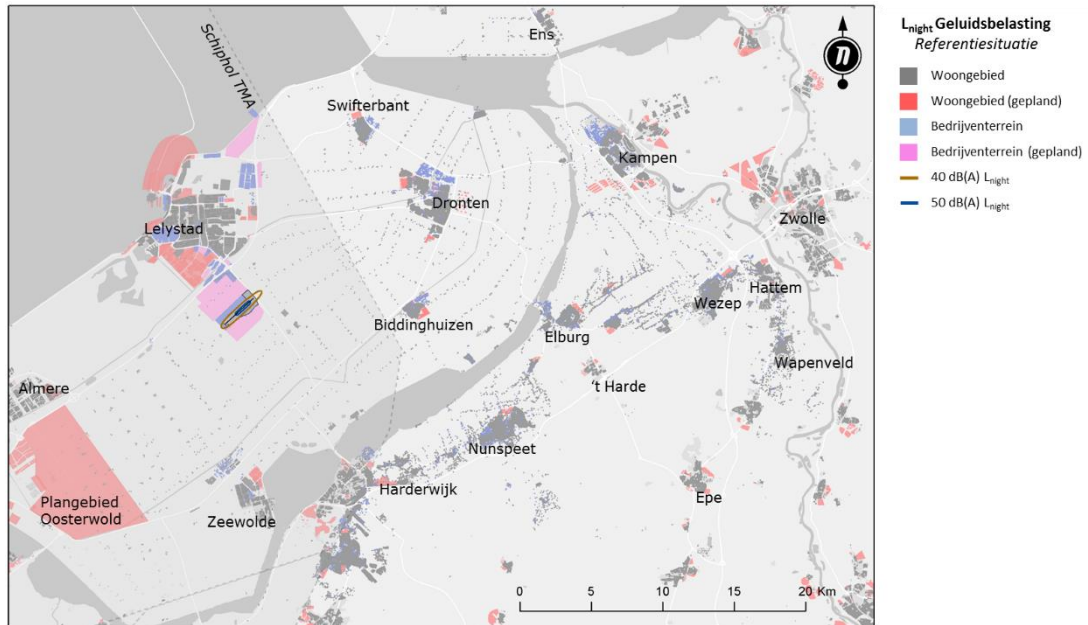 Schiphol TMA
Ens
Swifterbant
Kampen
Dronten
Zwolle
Lelystad
Hattem
Wezep
Biddinghuizen
Elburg
Wapenveld
Almere
't Harde
Nunspeet
Harderwijk
Epe
Plangebied
Oosterwold
Zeewolde
0 5 10 15 20 Km
N
Lnight Geluidsbelasting
Referentiesituatie
Woongebied
Woongebied (gepland)
Bedrijventerrein
Bedrijventerrein (gepland)
40 dB(A) Lnight
50 dB(A) Lnight